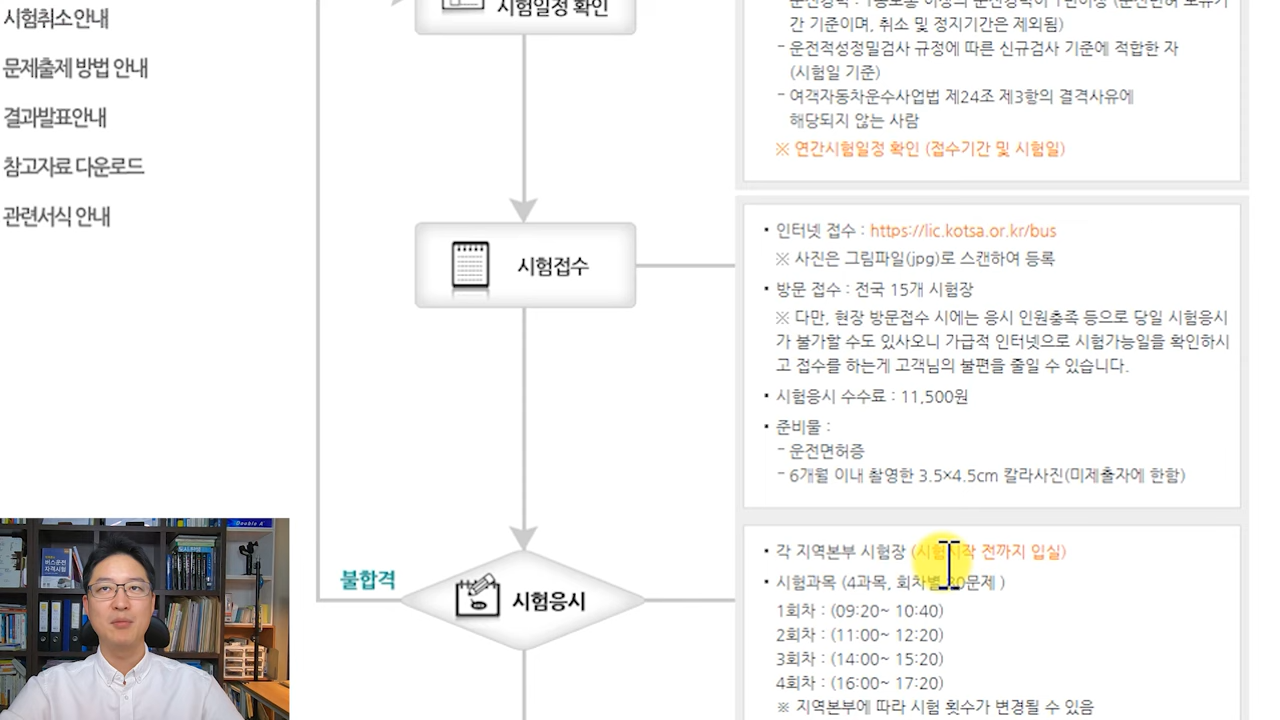 시험취소 안내
문제출제 방법 안내
결과발표안내
참고자료 다운로드
관련서식 안내
시험일정 확인
간 기준이며, 취소 및 정지기간은 제외됨)
- 운전적성정밀검사 규정에 따른 신규검사 기준에 적합한 자
(시험일 기준)
- 여객자동차운수사업법 제24조 제3항의 결격사유에
해당되지 않는 사람
※ 연간시험일정 확인 (접수기간 및 시험일)
시험접수
• 인터넷 접수 : https://lic.kotsa.or.kr/bus
※ 사진은 그림파일(jpg)로 스캔하여 등록
• 방문 접수 : 전국 15개 시험장
※ 다만, 현장 방문접수 시에는 응시 인원충족 등으로 당일 시험응시
가 불가할 수도 있사오니 가급적 인터넷으로 시험가능일을 확인하시
고 접수를 하는게 고객님의 불편을 줄일 수 있습니다.
• 시험응시 수수료 : 11,500원
• 준비물 :
- 운전면허증
- 6개월 이내 촬영한 3.5×4.5cm 칼라사진(미제출자에 한함)
불합격
시험응시
• 각 지역본부 시험장 (시험시작 전까지 입실)
• 시험과목 (4과목, 회차별 80문제 )
1회차 : (09:20~ 10:40)
2회차 : (11:00~ 12:20)
3회차 : (14:00~ 15:20)
4회차 : (16:00~ 17:20)
※ 지역본부에 따라 시험 횟수가 변경될 수 있음
Double A
버스운전
자격시험